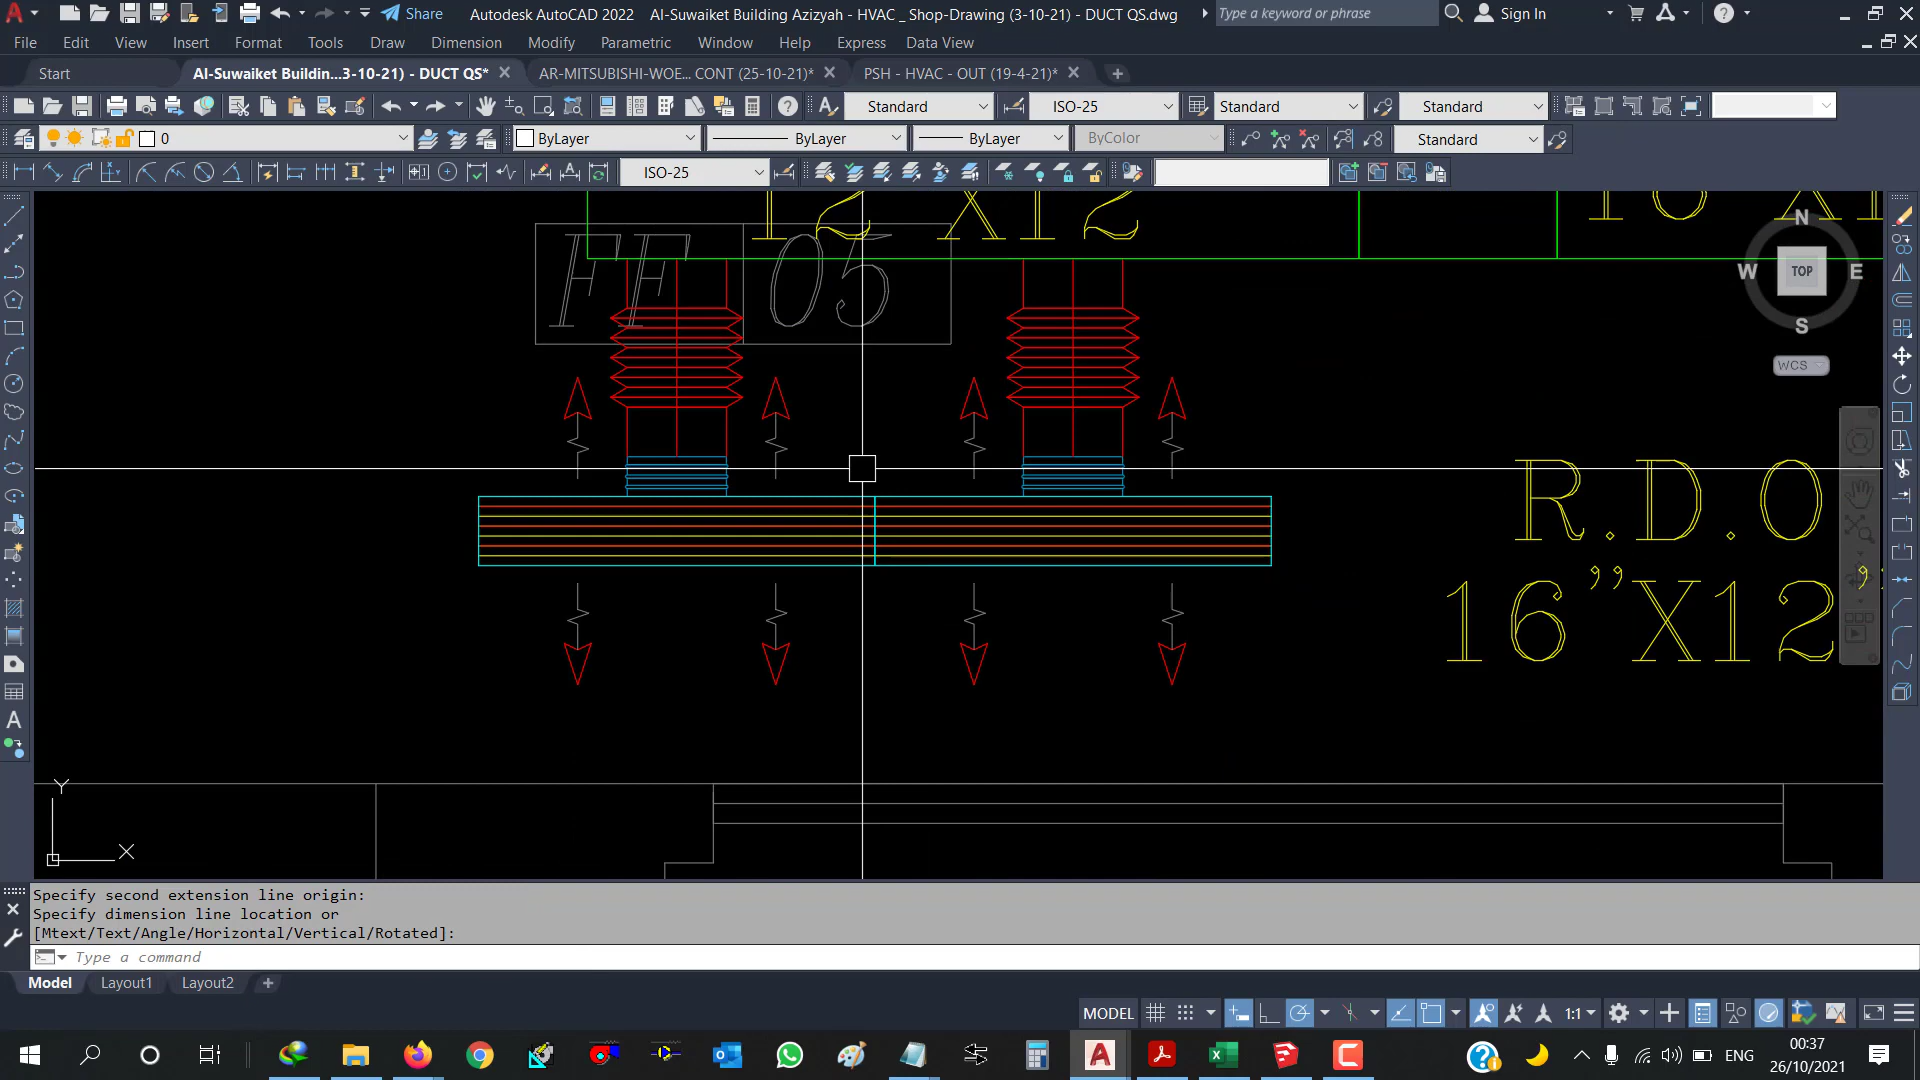 Share
Autodesk AutoCAD 2022
Al-Suwaiket Building Azizyah - HVAC _ Shop-Drawing (3-10-21) - DUCT QS.dwg
Type a keyword or phrase
Sign In
File
Edit
View
Insert
Format
Tools
Draw
Dimension
Modify
Parametric
Window
Help
Express
Data View
Start
Al-Suwaiket Buildin...3-10-21) - DUCT QS*
AR-MITSUBISHI-WOE... CONT (25-10-21)*
PSH - HVAC - OUT (19-4-21)*
Standard
ISO-25
Standard
Standard
0
ByLayer
ByLayer
ByLayer
ByColor
Standard
ISO-25
FF 05
12 X12
N
W
TOP
E
S
WCS
R.D.O
16''X12''
Y
X
Specify second extension line origin:
Specify dimension line location or
[Mtext/Text/Angle/Horizontal/Vertical/Rotated]:
Type a command
Model
Layout1
Layout2
MODEL
1:1
ENG
00:37
26/10/2021